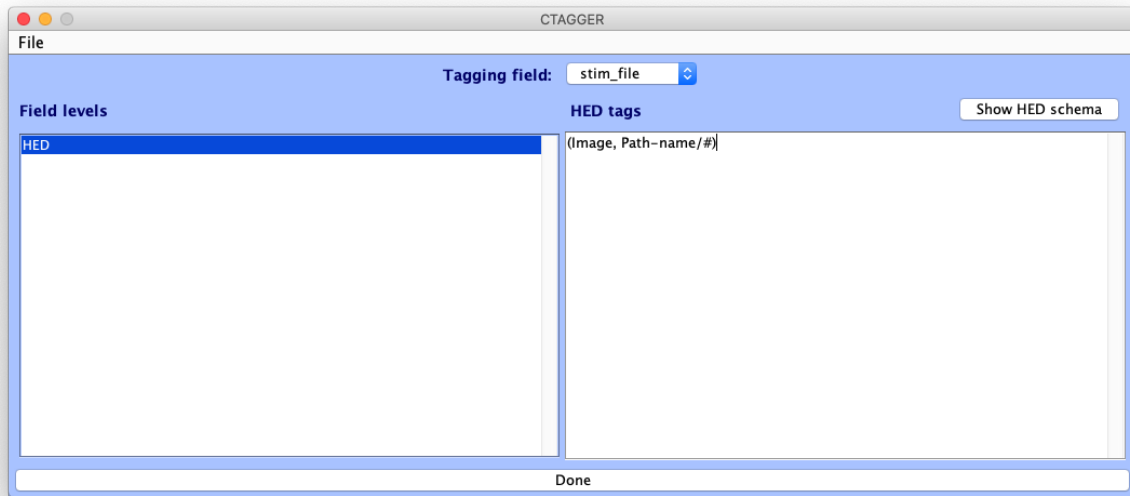 CTAGGER
File
Tagging field: stim_file
Field levels
HED tags
Show HED schema
HED
(Image, Path-name/#)
Done